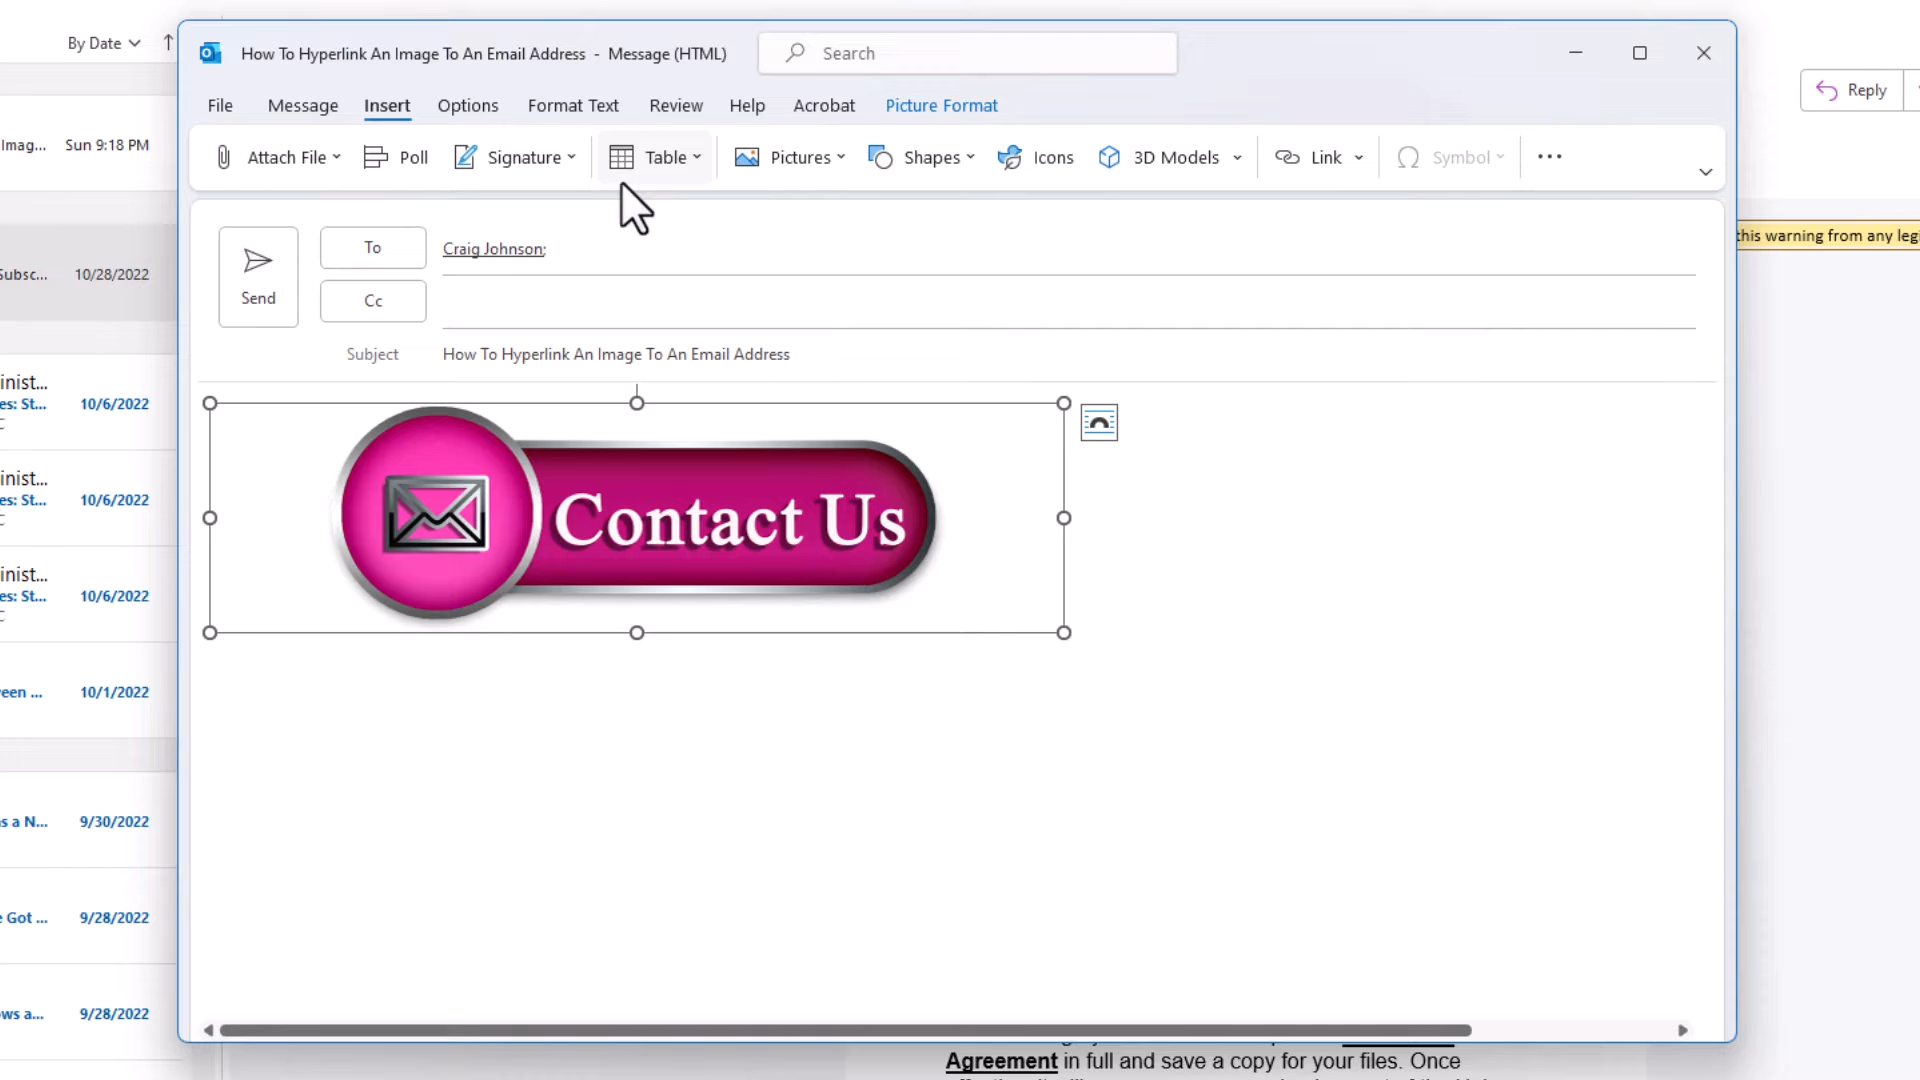 By Date
How To Hyperlink An Image To An Email Address - Message (HTML)
Search
File Message Insert Options Format Text Review Help Acrobat Picture Format
Reply
Attach File Poll Signature Table Pictures Shapes Icons 3D Models Link Symbol
Imag... Sun 9:18 PM
To Craig Johnson;
this warning from any legi
Subsc... 10/28/2022
Send
Cc
Subject How To Hyperlink An Image To An Email Address
inist...
es: St... 10/6/2022
Contact Us
inist...
es: St... 10/6/2022
inist...
es: St... 10/6/2022
een ... 10/1/2022
s a N... 9/30/2022
Got ... 9/28/2022
ws a... 9/28/2022
Agreement in full and save a copy for your files. Once